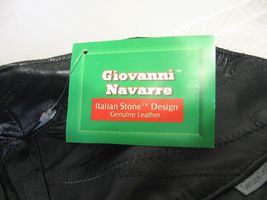 Giovanni™
Navarre
Italian Stone™ Design
Genuine Leather